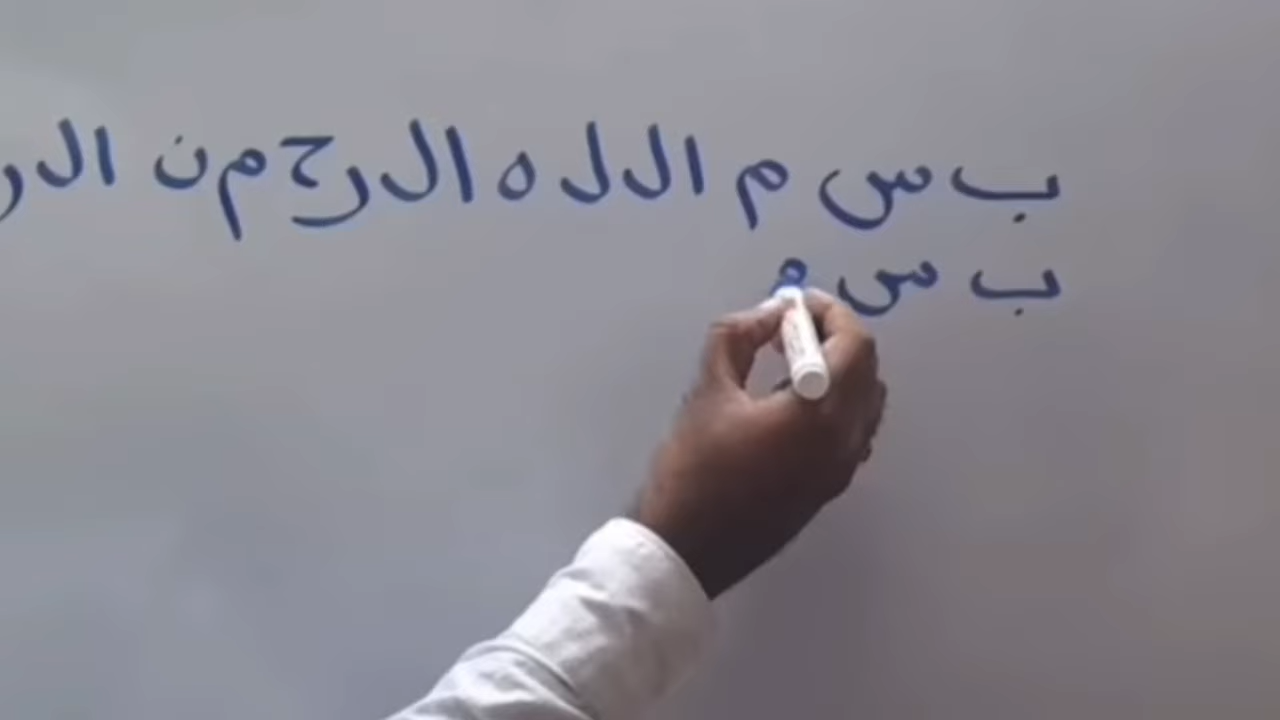 ب س م ا ل ل ه ا ل ر ح م ن ا ل ر
ب س م